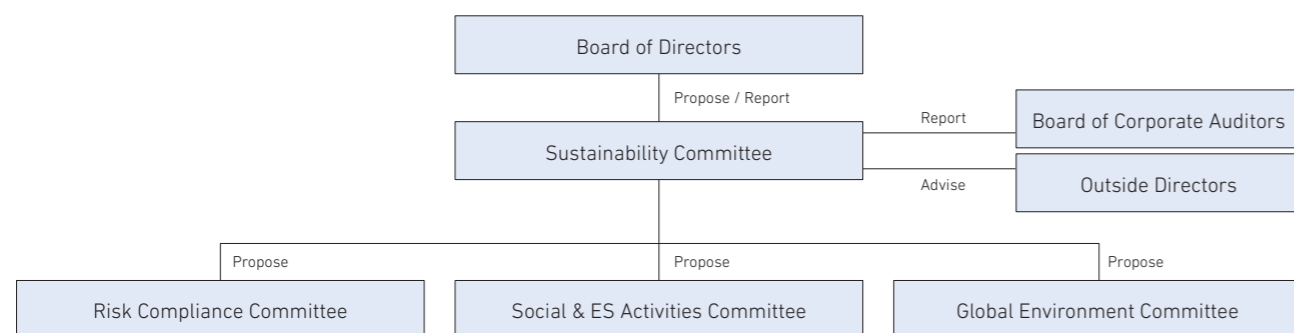 Board of Directors
Propose / Report
Report
Board of Corporate Auditors
Sustainability Committee
Advise
Outside Directors
Propose
Propose
Propose
Risk Compliance Committee
Social & ES Activities Committee
Global Environment Committee